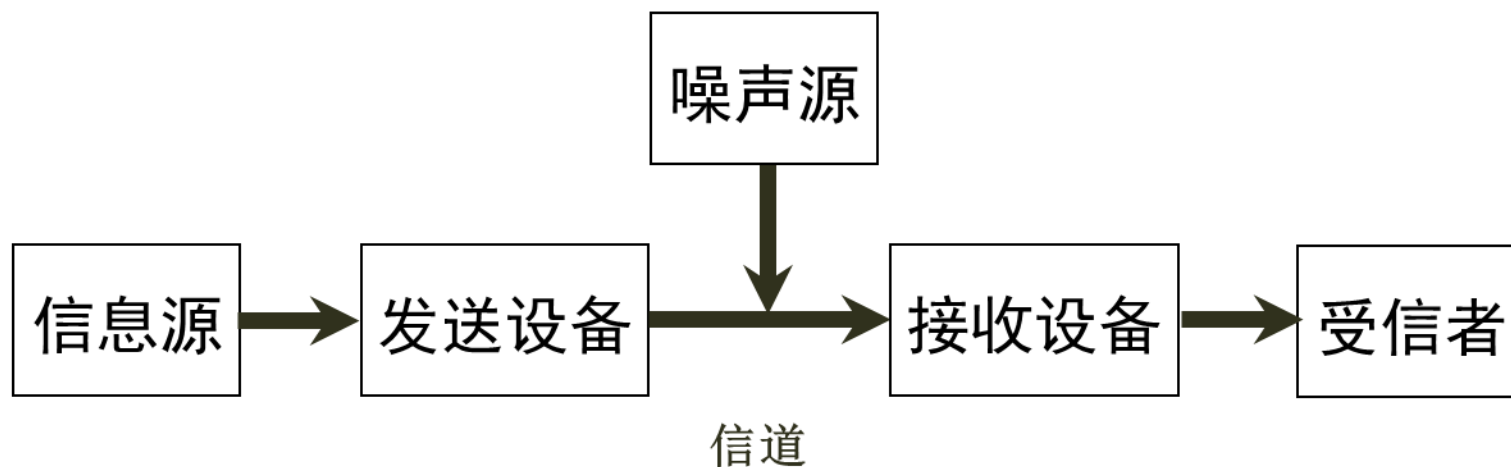 噪声源
信息源
发送设备
接收设备
受信者
信道